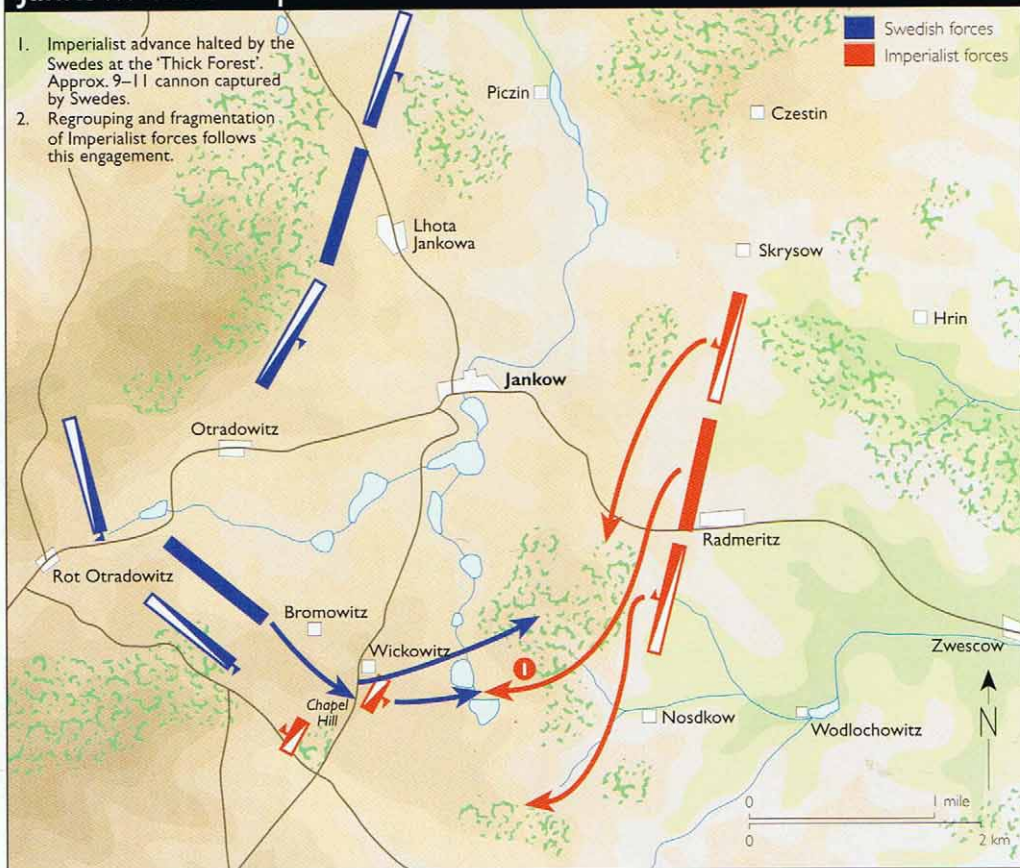 1. Imperialist advance halted by the
Swedes at the 'Thick Forest'.
Approx. 9–11 cannon captured
by Swedes.
2. Regrouping and fragmentation
of Imperialist forces follows
this engagement.
Swedish forces
Imperialist forces
Piczin
Czestin
Lhota
Jankowa
Skrysow
Hrin
Jankow
Otradowitz
Radmeritz
Rot Otradowitz
Bromowitz
Wickowitz
Zwescow
1
Chapel
Hill
Nosdkow
Wodlochowitz
N
0 1 mile
0 2 km